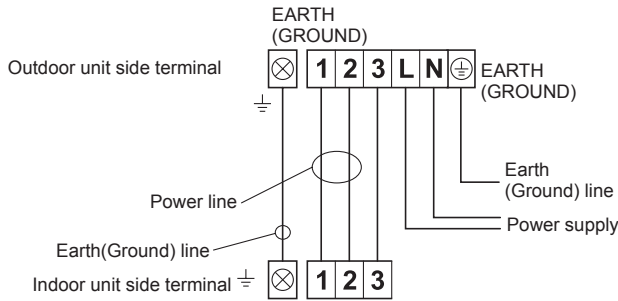 EARTH
(GROUND)
Outdoor unit side terminal
1 2 3 L N
EARTH
(GROUND)
Earth
(Ground) line
Power line
Power supply
Earth(Ground) line
Indoor unit side terminal
1 2 3